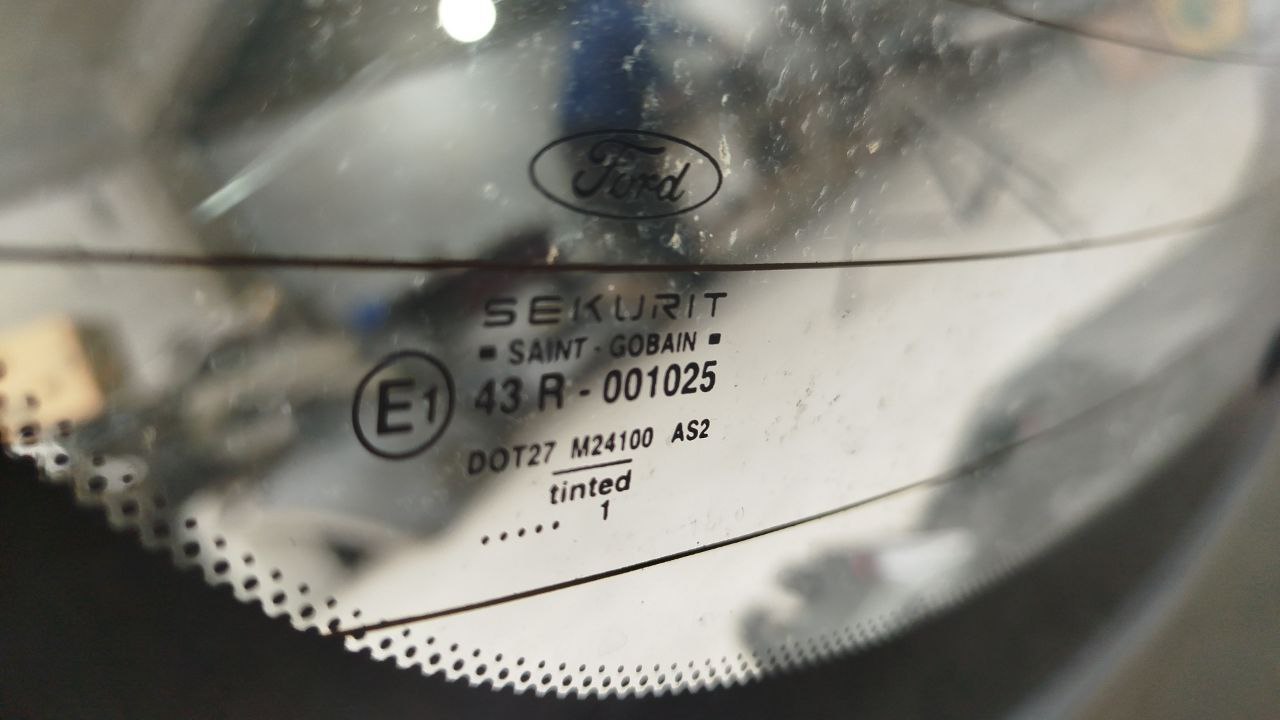 Ford
SEKURIT
▪ SAINT - GOBAIN ▪
E1
43 R - 001025
DOT27 M24100 AS2
tinted
..... 1